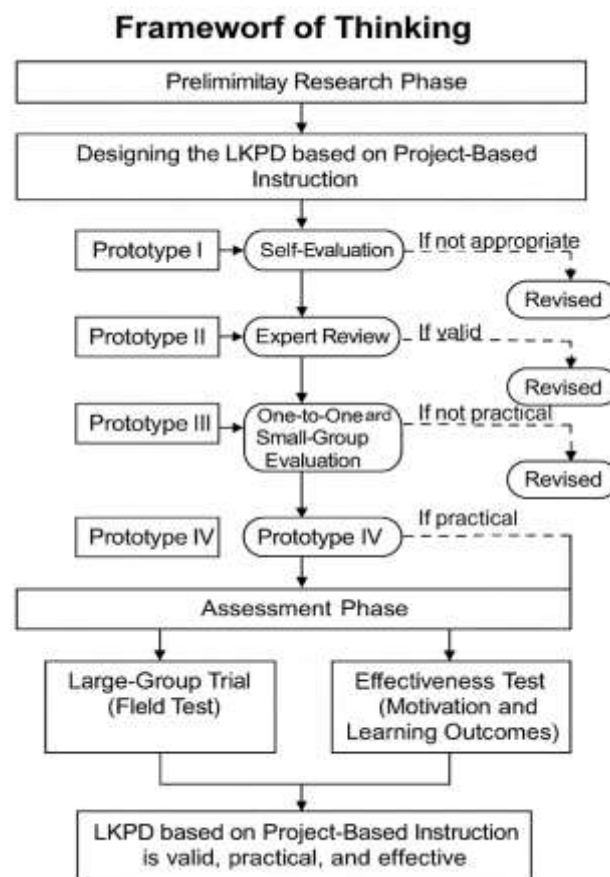 Frameworf of Thinking
Prelimimitay Research Phase
Designing the LKPD based on Project-Based
Instruction
Prototype I
Self-Evaluation
If not appropriate
Revised
Prototype II
Expert Review
If valid
Revised
Prototype III
One-to-One ard
Small-Group
Evaluation
If not practical
Revised
Prototype IV
Prototype IV
If practical
Assessment Phase
Large-Group Trial
(Fleld Test)
Effectiveness Test
(Motivation and
Learning Outcomes)
LKPD based on Project-Based Instruction
is valid, practical, and effective